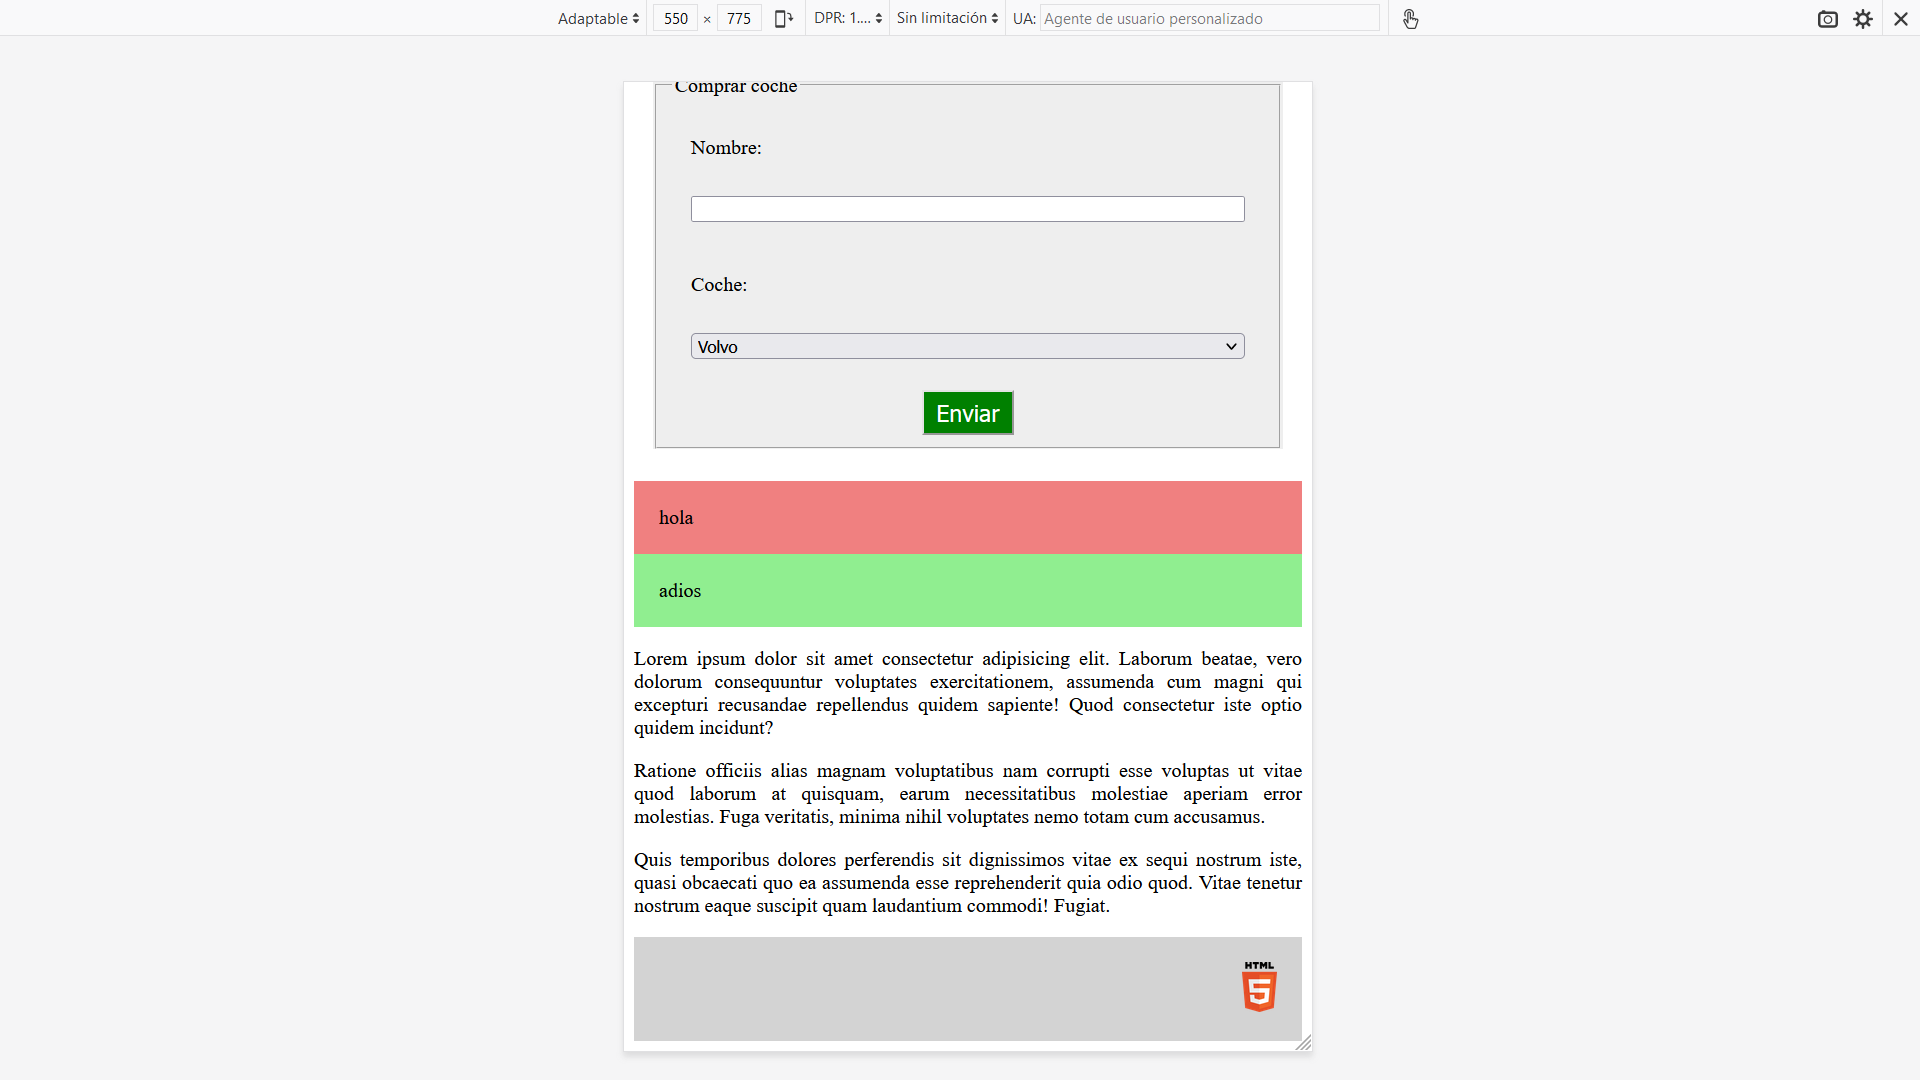 Adaptable 550 × 775 DPR: 1.... Sin limitación UA: Agente de usuario personalizado
Comprar coche
Nombre:
Coche:
Volvo
Enviar
hola
adios
Lorem ipsum dolor sit amet consectetur adipisicing elit. Laborum beatae, vero
dolorum consequuntur voluptates exercitationem, assumenda cum magni qui
excepturi recusandae repellendus quidem sapiente! Quod consectetur iste optio
quidem incidunt?
Ratione officiis alias magnam voluptatibus nam corrupti esse voluptas ut vitae
quod laborum at quisquam, earum necessitatibus molestiae aperiam error
molestias. Fuga veritatis, minima nihil voluptates nemo totam cum accusamus.
Quis temporibus dolores perferendis sit dignissimos vitae ex sequi nostrum iste,
quasi obcaecati quo ea assumenda esse reprehenderit quia odio quod. Vitae tenetur
nostrum eaque suscipit quam laudantium commodi! Fugiat.
HTML
5